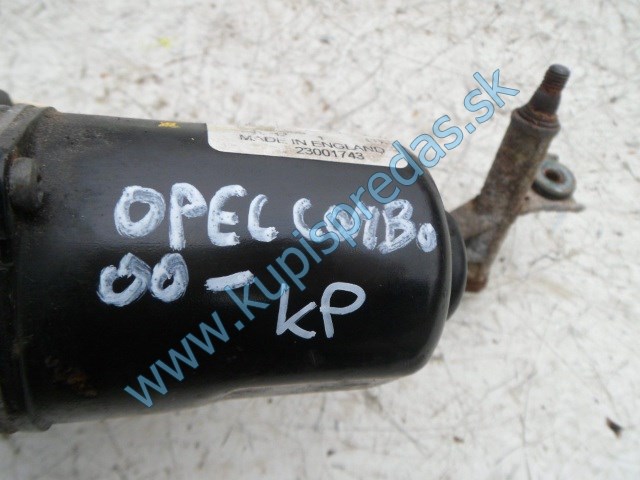 MADE IN ENGLAND
23001743
OPEL COMBO
00-
KP
www.kupispredas.sk